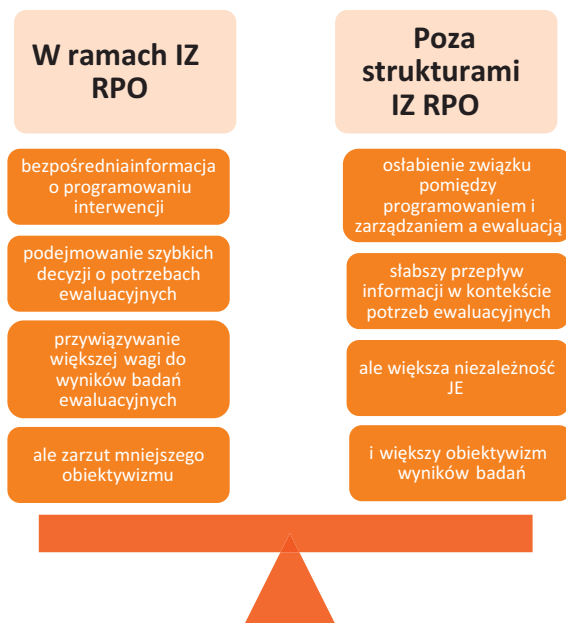 W ramach IZ
RPO
bezpośredniainformacja
o programowaniu
interwencji
podejmowanie szybkich
decyzji o potrzebach
ewaluacyjnych
przywiązywanie
większej wagi do
wyników badań
ewaluacyjnych
ale zarzut mniejszego
obiektywizmu
Poza
strukturami
IZ RPO
osłabienie związku
pomiędzy
programowaniem i
zarządzaniem a ewaluacją
słabszy przepływ
informacji w kontekście
potrzeb ewaluacyjnych
ale większa niezależność
JE
i większy obiektywizm
wyników badań